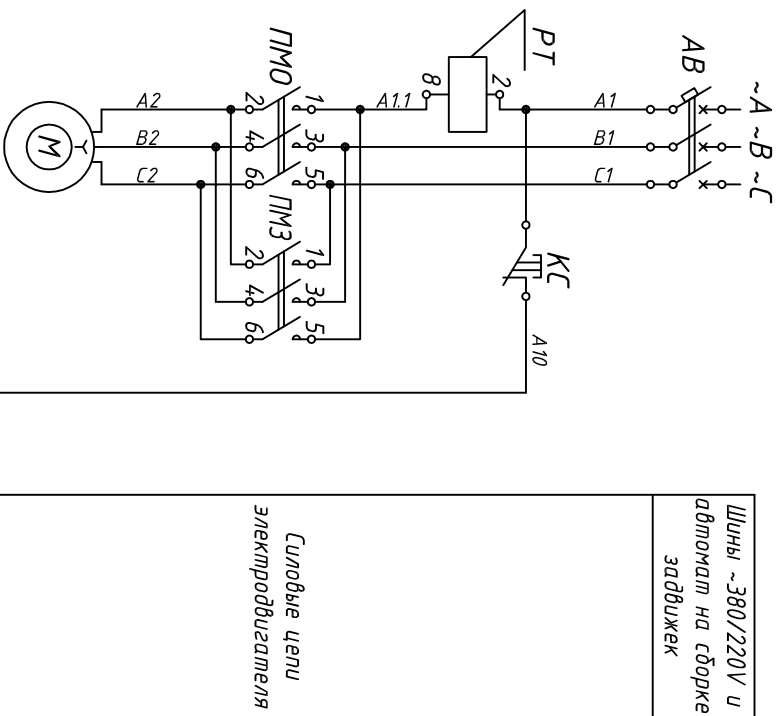 ~A ~B ~C
АВ
A1
B1
C1
РТ
2
8
КС
A10
A1.1
ПМО
1
3
5
2
4
6
ПМЗ
1
3
5
2
4
6
A2
B2
C2
М
Шины ~380/220V и
автомат на сборке
задвижек
Силовые цепи
электродвигателя